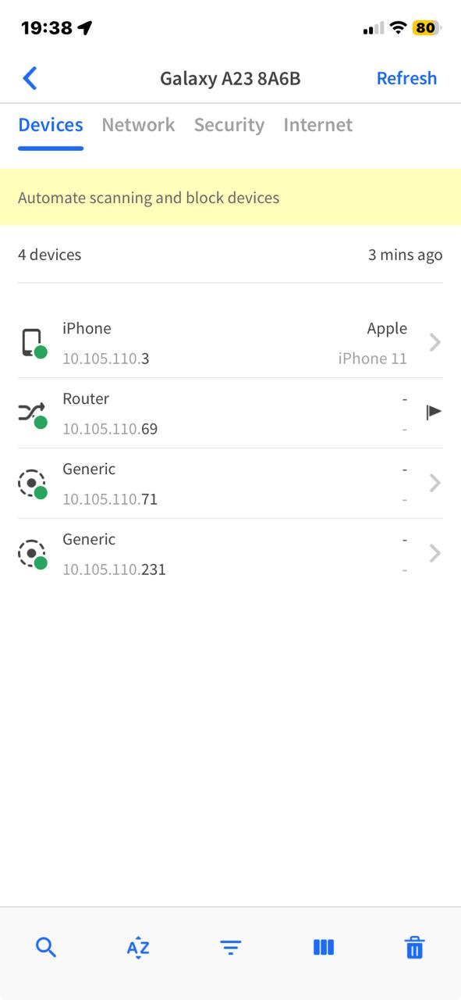 19:38
80
Galaxy A23 8A6B
Refresh
Devices Network Security Internet
Automate scanning and block devices
4 devices
3 mins ago
iPhone
Apple
10.105.110.3
iPhone 11
Router
-
10.105.110.69
-
Generic
-
10.105.110.71
-
Generic
-
10.105.110.231
-
AZ